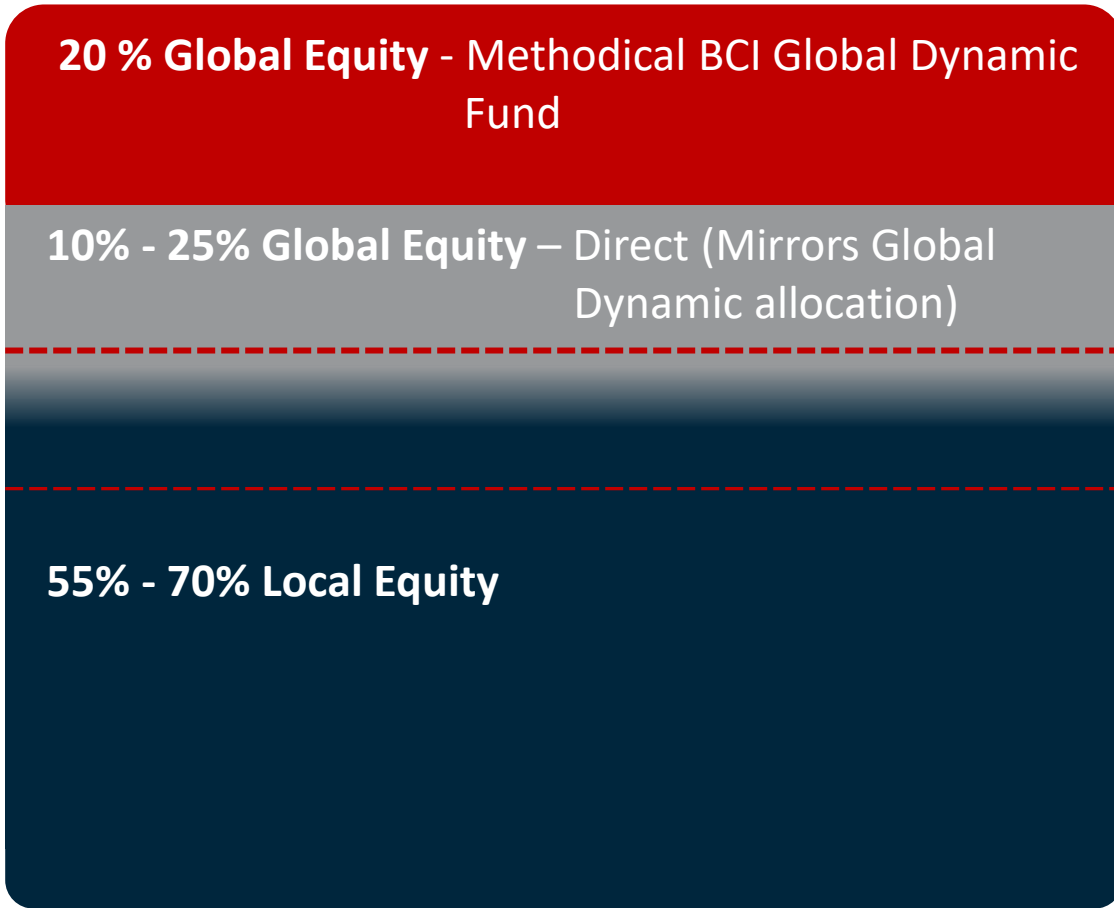 20 % Global Equity - Methodical BCI Global Dynamic
Fund
10% - 25% Global Equity – Direct (Mirrors Global
Dynamic allocation)
55% - 70% Local Equity